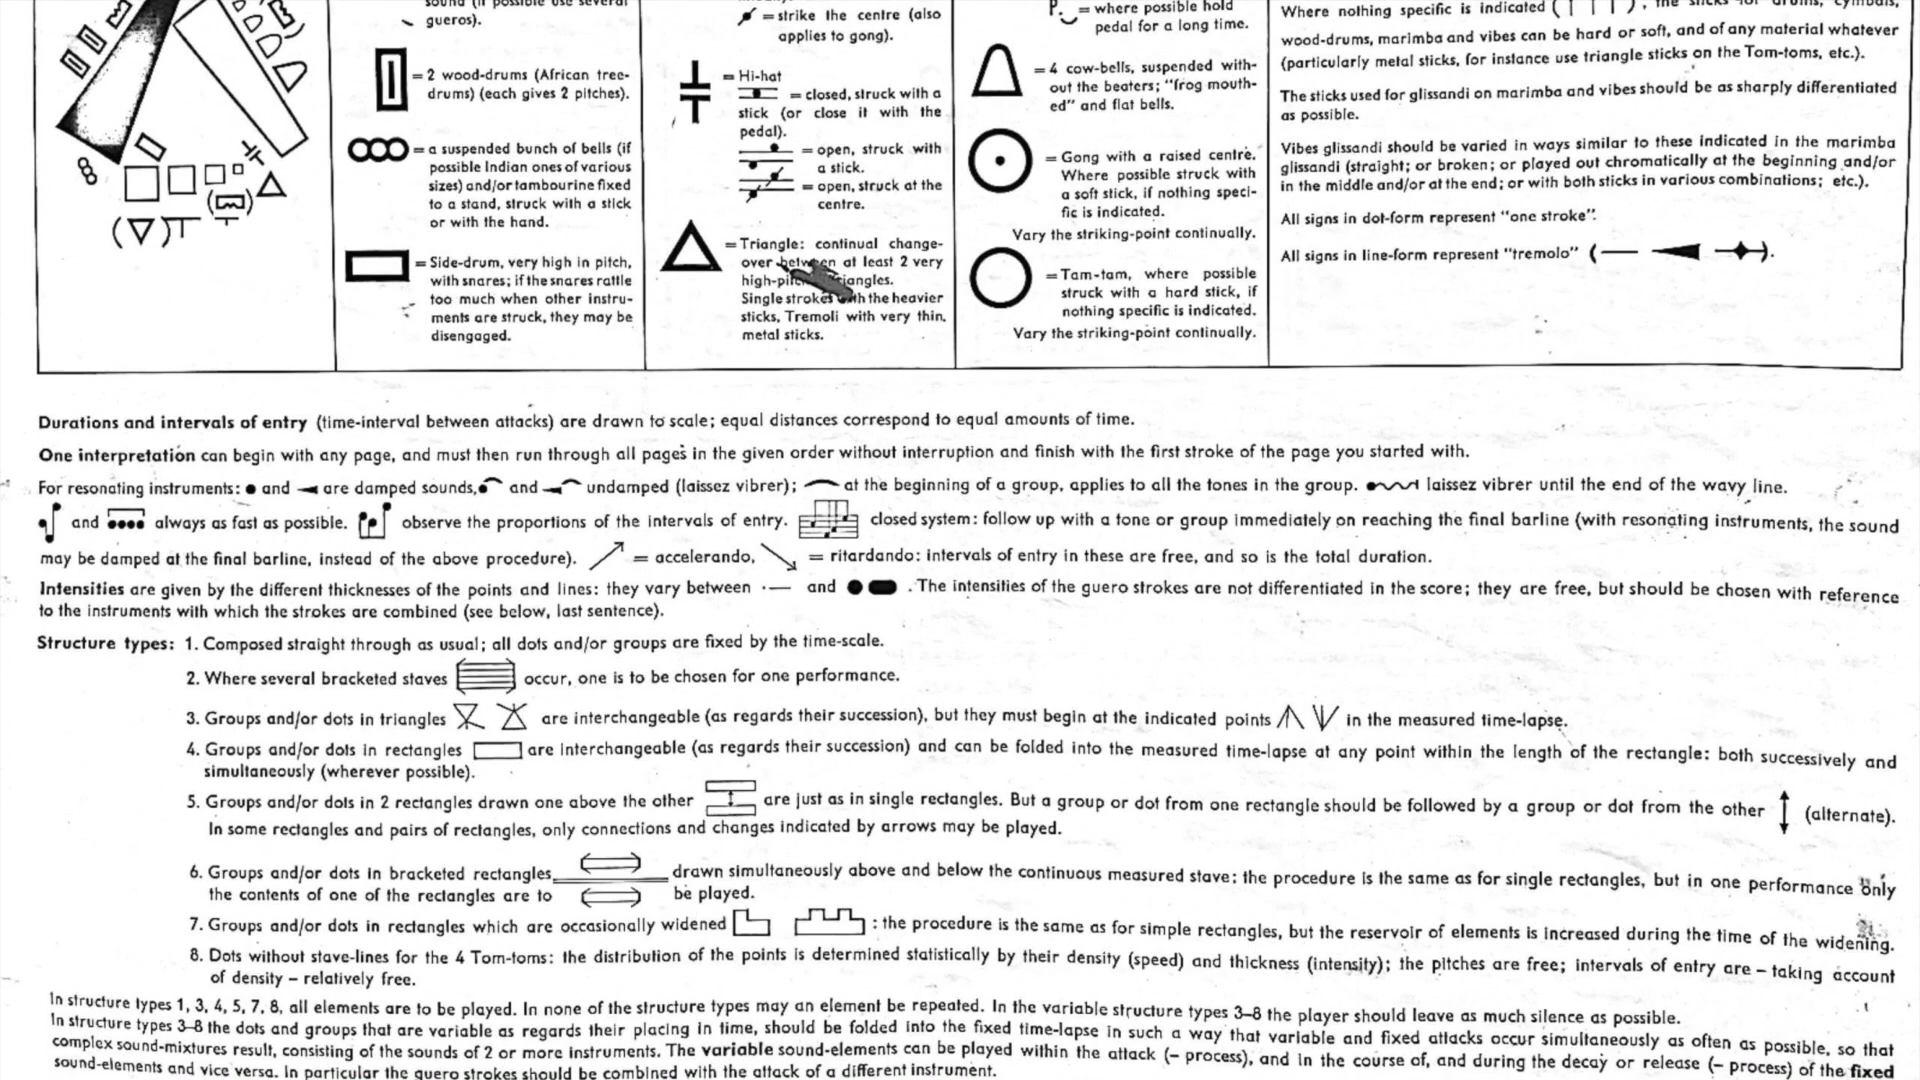 sound (if possible use several
gueros).
= 2 wood-drums (African tree-
drums) (each gives 2 pitches).
= a suspended bunch of bells (if
possible Indian ones of various
sizes) and/or tambourine fixed
to a stand, struck with a stick
or with the hand.
= Side-drum, very high in pitch,
with snares; if the snares rattle
too much when other instru-
ments are struck, they may be
disengaged.
= strike the centre (also
applies to gong).
= Hi-hat
= closed, struck with a
stick (or close it with the
pedal).
= open, struck with
a stick.
= open, struck at the
centre.
= Triangle: continual change-
over between at least 2 very
high-pitched triangles.
Single strokes with the heavier
sticks, Tremoli with very thin,
metal sticks.
P. = where possible hold
pedal for a long time.
= 4 cow-bells, suspended with-
out the beaters; "frog mouth-
ed" and flat bells.
= Gong with a raised centre.
Where possible struck with
a soft stick, if nothing speci-
fic is indicated.
Vary the striking-point continually.
= Tam-tam, where possible
struck with a hard stick, if
nothing specific is indicated.
Vary the striking-point continually.
Where nothing specific is indicated ( ), the sticks for drums, cymbals,
wood-drums, marimba and vibes can be hard or soft, and of any material whatever
(particularly metal sticks, for instance use triangle sticks on the Tom-toms, etc.).
The sticks used for glissandi on marimba and vibes should be as sharply differentiated
as possible.
Vibes glissandi should be varied in ways similar to these indicated in the marimba
glissandi (straight; or broken; or played out chromatically at the beginning and/or
in the middle and/or at the end; or with both sticks in various combinations; etc.).
All signs in dot-form represent "one stroke".
All signs in line-form represent "tremolo" ( ).
Durations and intervals of entry (time-interval between attacks) are drawn to scale; equal distances correspond to equal amounts of time.
One interpretation can begin with any page, and must then run through all pages in the given order without interruption and finish with the first stroke of the page you started with.
For resonating instruments: and are damped sounds, and undamped (laissez vibrer); at the beginning of a group, applies to all the tones in the group. laissez vibrer until the end of the wavy line.
and always as fast as possible. observe the proportions of the intervals of entry. closed system: follow up with a tone or group immediately on reaching the final barline (with resonating instruments, the sound
may be damped at the final barline, instead of the above procedure). = accelerando, = ritardando: intervals of entry in these are free, and so is the total duration.
Intensities are given by the different thicknesses of the points and lines: they vary between and . The intensities of the guero strokes are not differentiated in the score; they are free, but should be chosen with reference
to the instruments with which the strokes are combined (see below, last sentence).
Structure types: 1. Composed straight through as usual; all dots and/or groups are fixed by the time-scale.
2. Where several bracketed staves occur, one is to be chosen for one performance.
3. Groups and/or dots in triangles are interchangeable (as regards their succession), but they must begin at the indicated points in the measured time-lapse.
4. Groups and/or dots in rectangles are interchangeable (as regards their succession) and can be folded into the measured time-lapse at any point within the length of the rectangle: both successively and
simultaneously (wherever possible).
5. Groups and/or dots in 2 rectangles drawn one above the other are just as in single rectangles. But a group or dot from one rectangle should be followed by a group or dot from the other (alternate).
In some rectangles and pairs of rectangles, only connections and changes indicated by arrows may be played.
6. Groups and/or dots in bracketed rectangles drawn simultaneously above and below the continuous measured stave: the procedure is the same as for single rectangles, but in one performance only
the contents of one of the rectangles are to be played.
7. Groups and/or dots in rectangles which are occasionally widened : the procedure is the same as for simple rectangles, but the reservoir of elements is increased during the time of the widening.
8. Dots without stave-lines for the 4 Tom-toms: the distribution of the points is determined statistically by their density (speed) and thickness (intensity); the pitches are free; intervals of entry are – taking account
of density – relatively free.
In structure types 1, 3, 4, 5, 7, 8, all elements are to be played. In none of the structure types may an element be repeated. In the variable structure types 3–8 the player should leave as much silence as possible.
In structure types 3–8 the dots and groups that are variable as regards their placing in time, should be folded into the fixed time-lapse in such a way that variable and fixed attacks occur simultaneously as often as possible, so that
complex sound-mixtures result, consisting of the sounds of 2 or more instruments. The variable sound-elements can be played within the attack (– process), and in the course of, and during the decay or release (– process) of the fixed
sound-elements and vice versa. In particular the guero strokes should be combined with the attack of a different instrument.